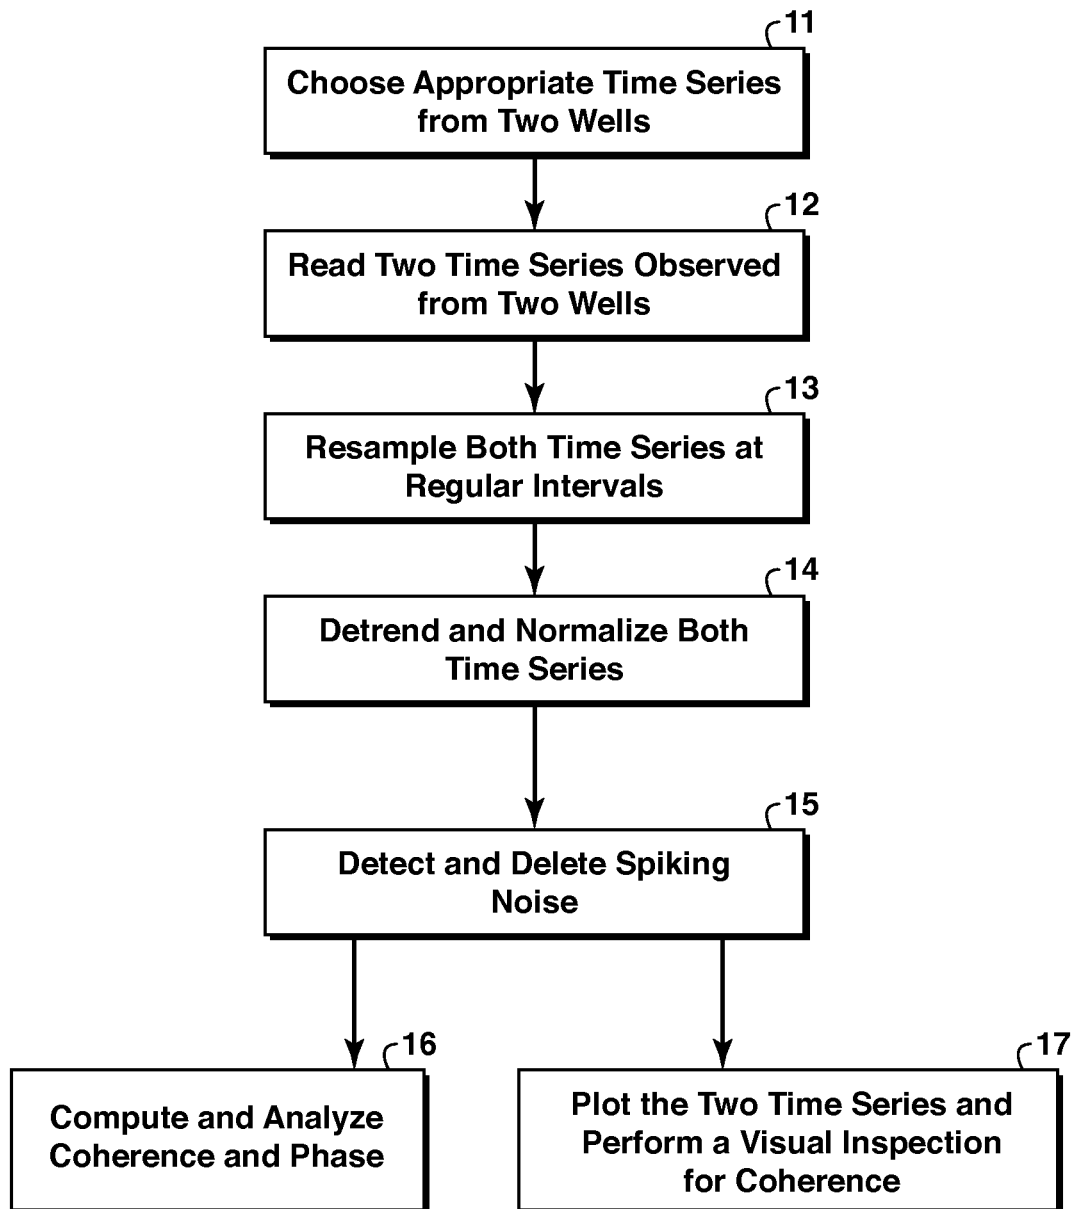 11
Choose Appropriate Time Series
from Two Wells
12
Read Two Time Series Observed
from Two Wells
13
Resample Both Time Series at
Regular Intervals
14
Detrend and Normalize Both
Time Series
15
Detect and Delete Spiking
Noise
16
Compute and Analyze
Coherence and Phase
17
Plot the Two Time Series and
Perform a Visual Inspection
for Coherence